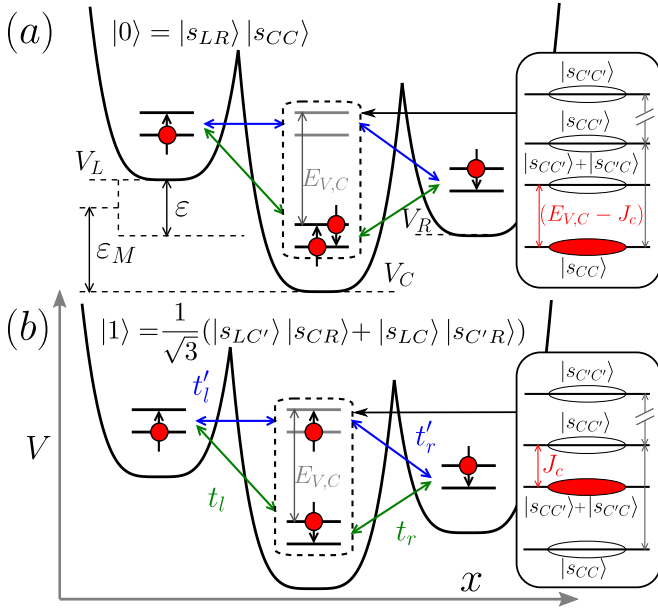 (a)
|0⟩ = |s_{LR}⟩ |s_{CC}⟩
V_L
ε
ε_M
E_{V,C}
V_R
V_C
|s_{C'C'}⟩
|s_{CC'}⟩
|s_{CC'}⟩+|s_{C'C}⟩
(E_{V,C} − J_c)
|s_{CC}⟩
(b)
|1⟩ = \frac{1}{\sqrt{3}}(|s_{LC'}⟩ |s_{CR}⟩ + |s_{LC}⟩ |s_{C'R}⟩)
t'_l
t'_r
E_{V,C}
t_l
t_r
V
x
|s_{C'C'}⟩
|s_{CC'}⟩
J_c
|s_{CC'}⟩+|s_{C'C}⟩
|s_{CC}⟩